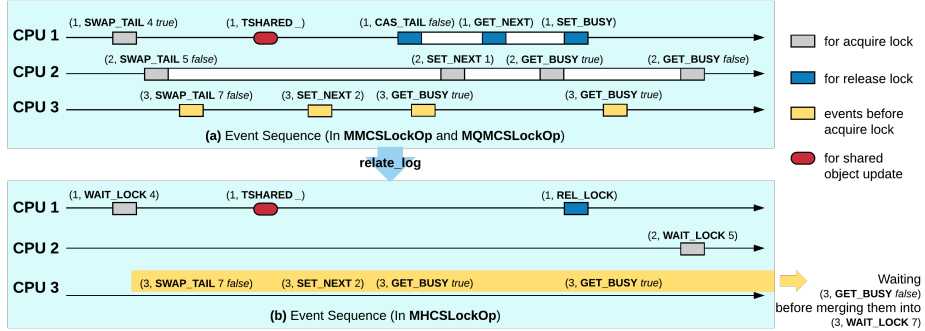 (1, SWAP_TAIL 4 true) (1, TSHARED _) (1, CAS_TAIL false) (1, GET_NEXT) (1, SET_BUSY)
CPU 1
(2, SWAP_TAIL 5 false) (2, SET_NEXT 1) (2, GET_BUSY true) (2, GET_BUSY false)
CPU 2
(3, SWAP_TAIL 7 false) (3, SET_NEXT 2) (3, GET_BUSY true) (3, GET_BUSY true)
CPU 3
(a) Event Sequence (In MMCSLockOp and MQMCSLockOp)
for acquire lock
for release lock
events before
acquire lock
for shared
object update
relate_log
(1, WAIT_LOCK 4) (1, TSHARED _) (1, REL_LOCK)
CPU 1
(2, WAIT_LOCK 5)
CPU 2
(3, SWAP_TAIL 7 false) (3, SET_NEXT 2) (3, GET_BUSY true) (3, GET_BUSY true)
CPU 3
(b) Event Sequence (In MHCSLockOp)
Waiting
(3, GET_BUSY false)
before merging them into
(3, WAIT_LOCK 7)